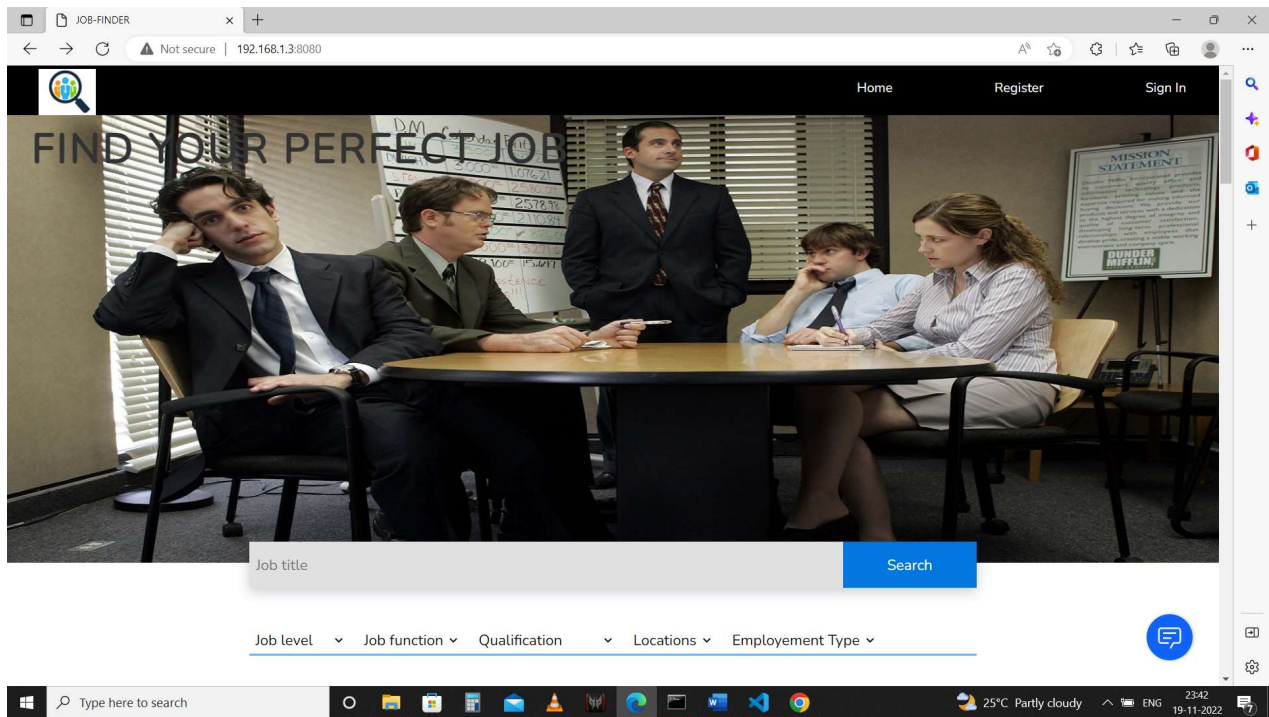 JOB-FINDER
Not secure | 192.168.1.3:8080
Home Register Sign In
FIND YOUR PERFECT JOB
MISSION
STATEMENT
DUNDER
MIFFLIN
Job title Search
Job level Job function Qualification Locations Employement Type
Type here to search
25°C Partly cloudy ENG 23:42
19-11-2022